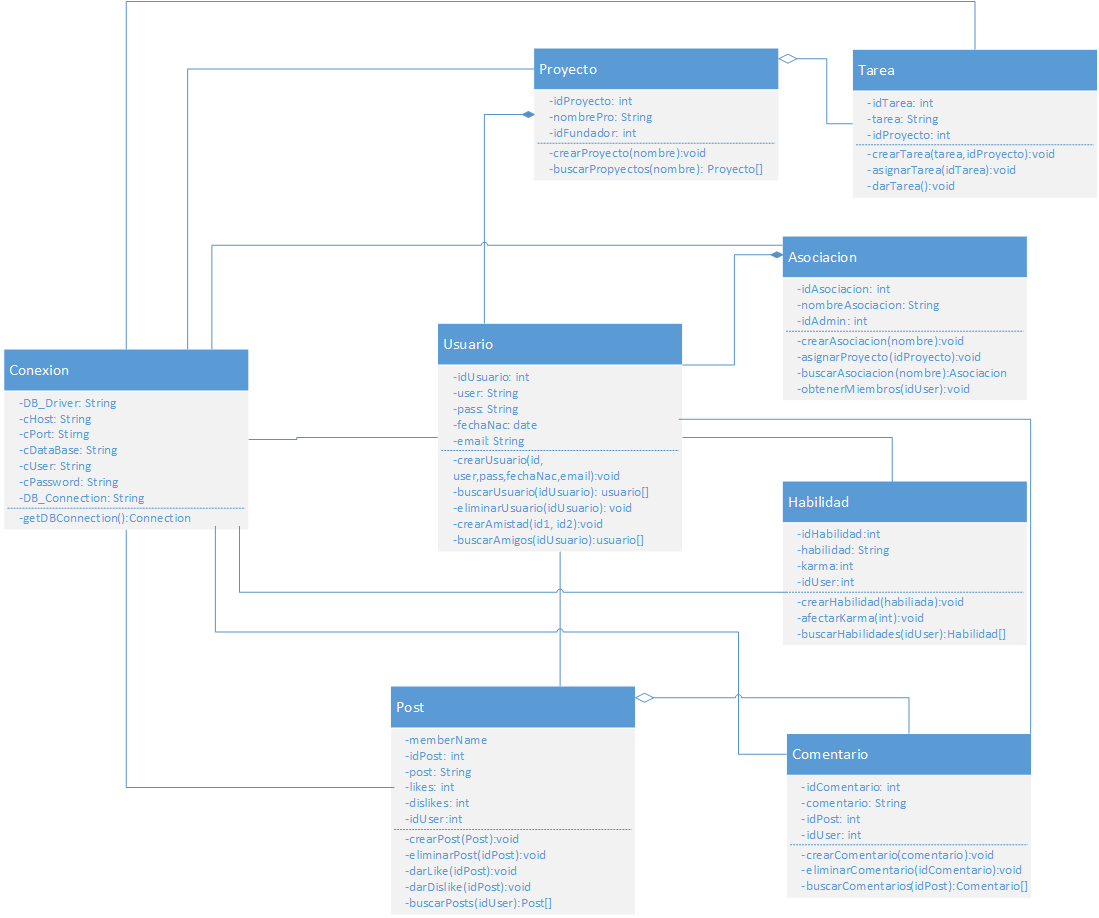 Proyecto
-idProyecto: int
-nombrePro: String
-idFundador: int
-crearProyecto(nombre):void
-buscarPropyectos(nombre): Proyecto[]
Tarea
-idTarea: int
-tarea: String
-idProyecto: int
-crearTarea(tarea,idProyecto):void
-asignarTarea(idTarea):void
-darTarea():void
Asociacion
-idAsociacion: int
-nombreAsociacion: String
-idAdmin: int
-crearAsociacion(nombre):void
-asignarProyecto(idProyecto):void
-buscarAsociacion(nombre):Asociacion
-obtenerMiembros(idUser):void
Usuario
-idUsuario: int
-user: String
-pass: String
-fechaNac: date
-email: String
-crearUsuario(id,
user,pass,fechaNac,email):void
-buscarUsuario(idUsuario): usuario[]
-eliminarUsuario(idUsuario): void
-crearAmistad(id1, id2):void
-buscarAmigos(idUsuario):usuario[]
Conexion
-DB_Driver: String
-cHost: String
-cPort: Stirng
-cDataBase: String
-cUser: String
-cPassword: String
-DB_Connection: String
-getDBConnection():Connection
Habilidad
-idHabilidad:int
-habilidad: String
-karma:int
-idUser:int
-crearHabilidad(habiliada):void
-afectarKarma(int):void
-buscarHabilidades(idUser):Habilidad[]
Post
-memberName
-idPost: int
-post: String
-likes: int
-dislikes: int
-idUser:int
-crearPost(Post):void
-eliminarPost(idPost):void
-darLike(idPost):void
-darDislike(idPost):void
-buscarPosts(idUser):Post[]
Comentario
-idComentario: int
-comentario: String
-idPost: int
-idUser: int
-crearComentario(comentario):void
-eliminarComentario(idComentario):void
-buscarComentarios(idPost):Comentario[]